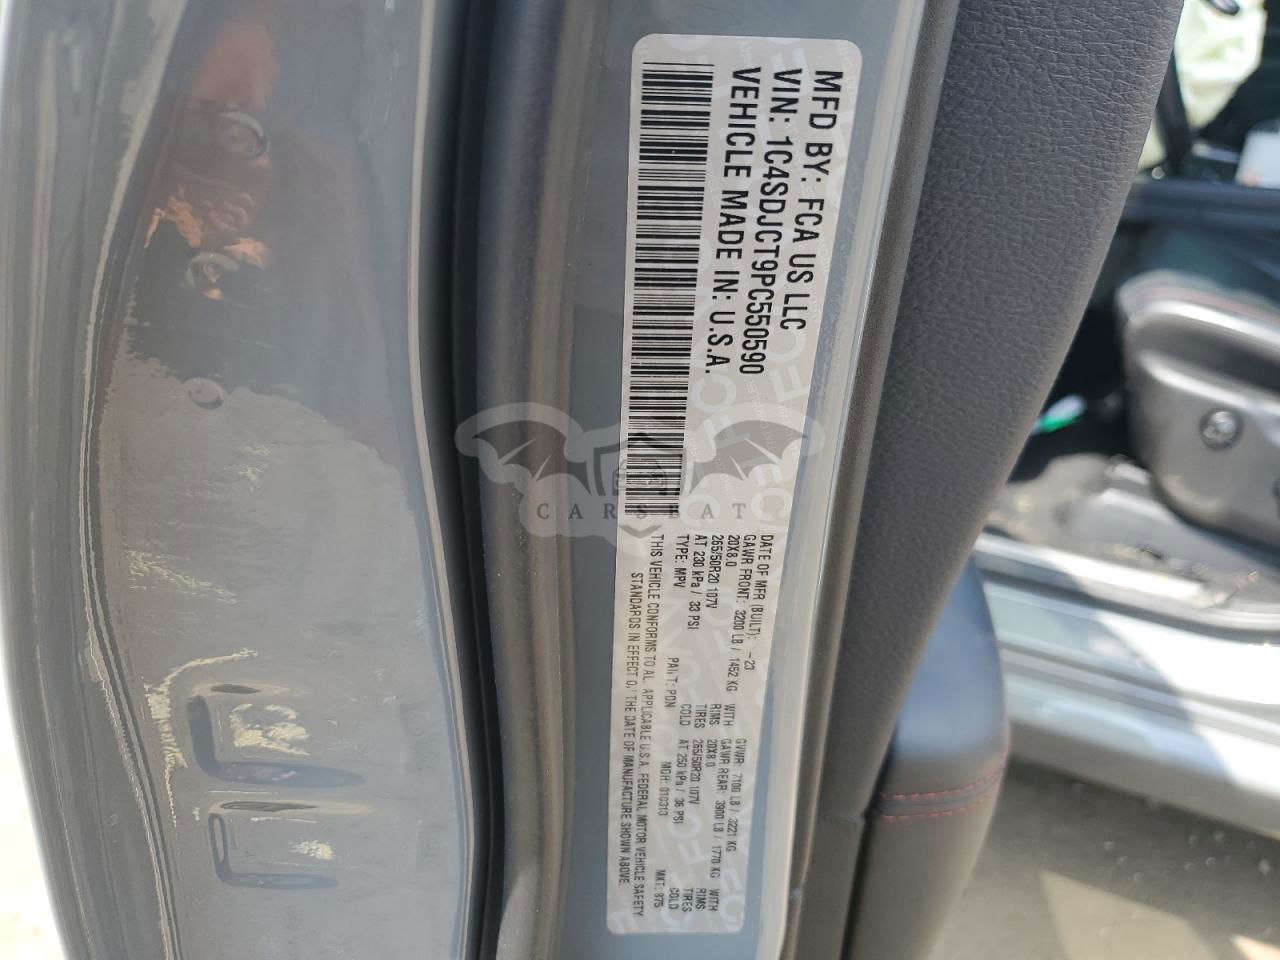 MFD BY: FCA US LLC
VIN: 1C4SDJCT9PC550590
VEHICLE MADE IN: U.S.A.
DATE OF MFR (BUILT): -23 GVWR: 7100 LB / 3221 KG
GAWR FRONT: 3200 LB / 1452 KG WITH GAWR REAR: 3900 LB / 1770 KG WITH
20X8.0 RIMS 20X8.0 RIMS
265/50R20 107V TIRES 265/50R20 107V TIRES
AT 230 kPa / 33 PSI COLD AT 250 kPa / 36 PSI COLD
TYPE: MPV PAINT: PDN MDH: 010313 MKT: 875
THIS VEHICLE CONFORMS TO ALL APPLICABLE U.S.A. FEDERAL MOTOR VEHICLE SAFETY
STANDARDS IN EFFECT ON THE DATE OF MANUFACTURE SHOWN ABOVE.
CARSBAT